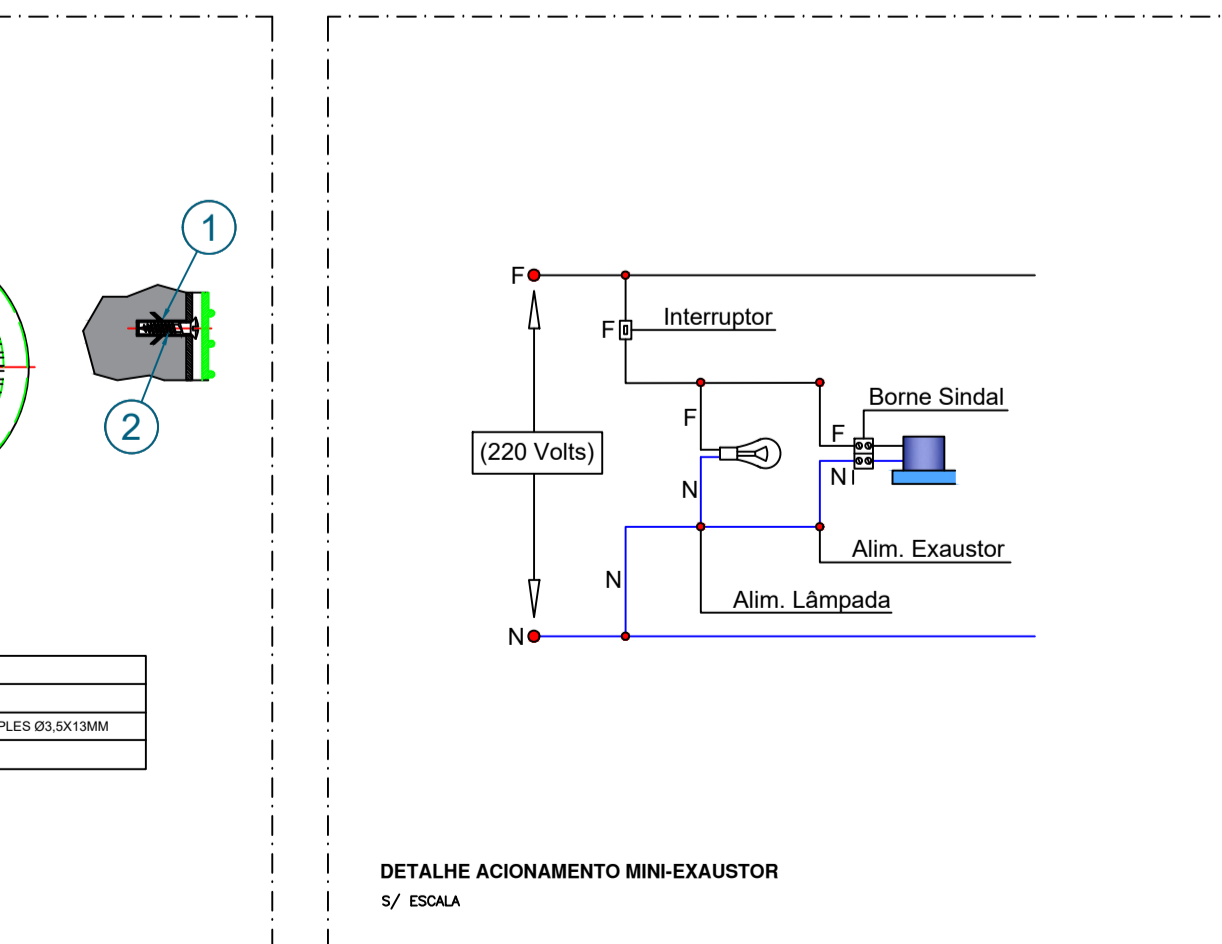 1
2
PLES Ø3,5X13MM
F
Interruptor
F
Borne Sindal
F
F
(220 Volts)
N
N
Alim. Exaustor
N
Alim. Lâmpada
N
DETALHE ACIONAMENTO MINI-EXAUSTOR
S/ ESCALA